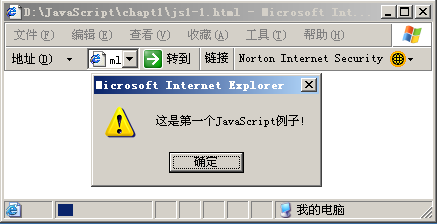 D:\JavaScript\chapt1\js1-1.html - Microsoft Int...
文件(F) 编辑(E) 查看(V) 收藏(A) 工具(T) 帮助(H)
地址(D) ml 转到 链接 Norton Internet Security
Microsoft Internet Explorer
这是第一个JavaScript例子!
确定
我的电脑